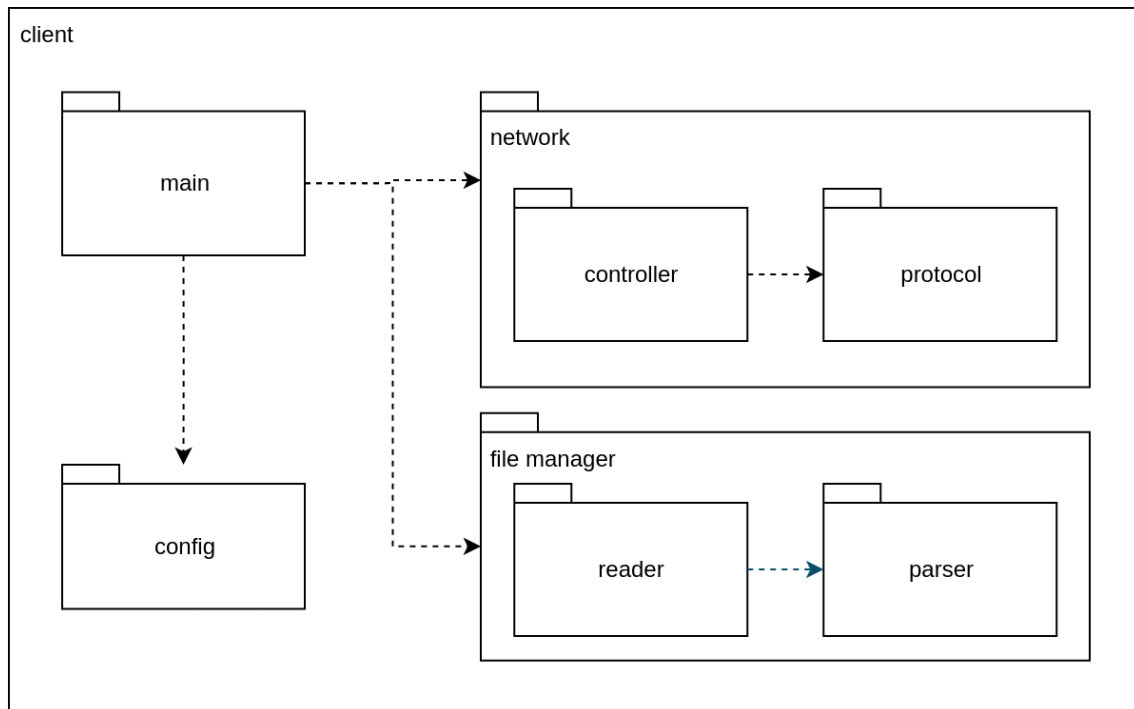 client
main
network
controller
protocol
file manager
config
reader
parser